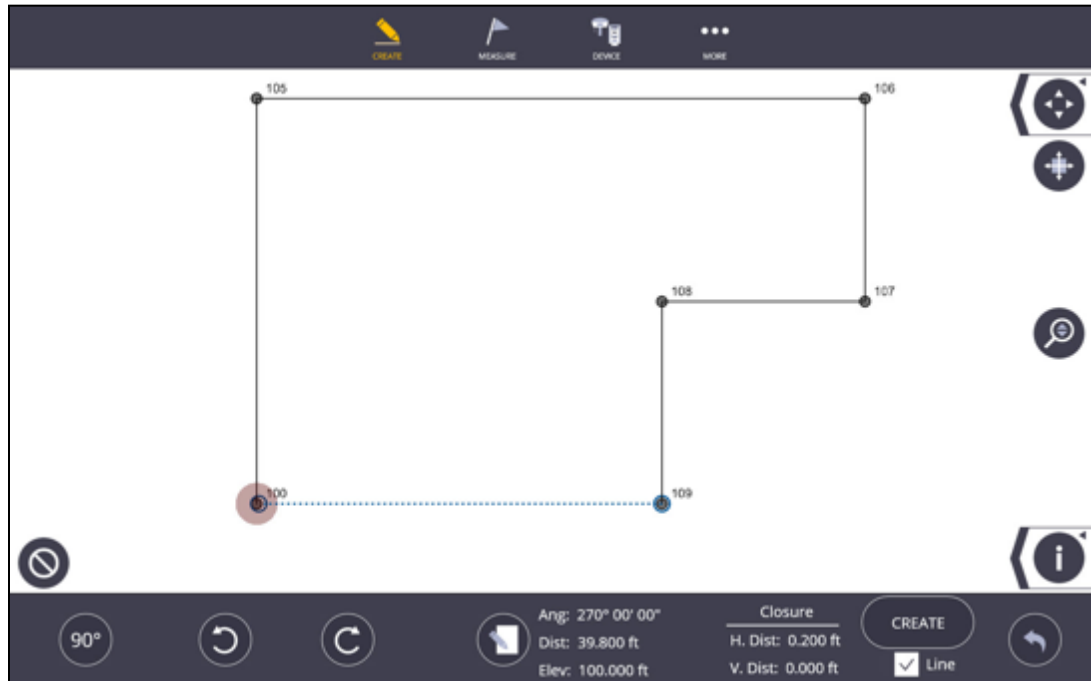 CREATE
MEASURE
DEVICE
MORE
105
106
108
107
100
109
i
90°
Ang: 270° 00' 00"
Dist: 39.800 ft
Elev: 100.000 ft
Closure
H. Dist: 0.200 ft
V. Dist: 0.000 ft
CREATE
Line